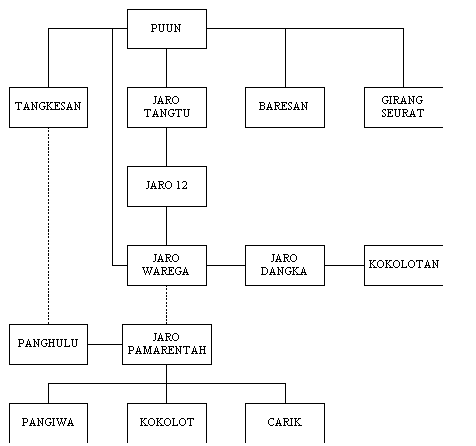 PUUN
TANGKESAN
JARO
TANGTU
BARESAN
GIRANG
SEURAT
JARO 12
JARO
WAREGA
JARO
DANGKA
KOKOLOTAN
PANGHULU
JARO
PAMARENTAH
PANGIWA
KOKOLOT
CARIK